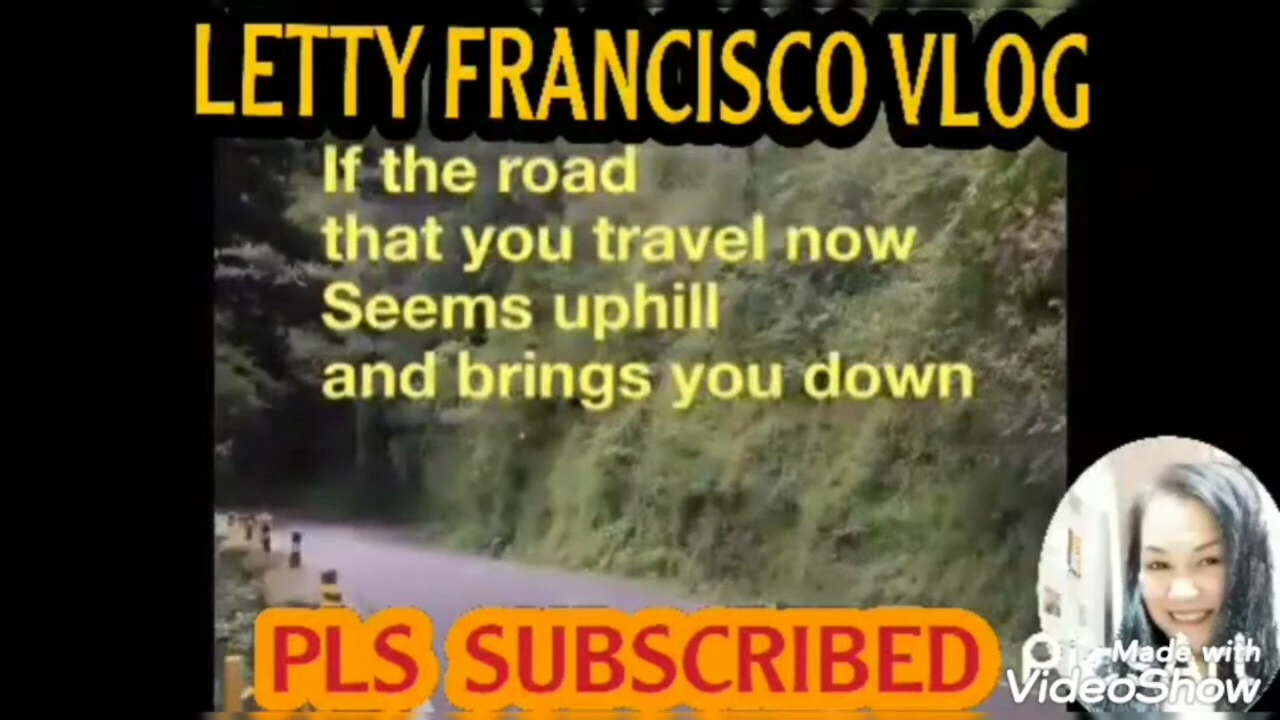 LETTY FRANCISCO VLOG
If the road
that you travel now
Seems uphill
and brings you down
PLS SUBSCRIBED
Made with
VideoShow